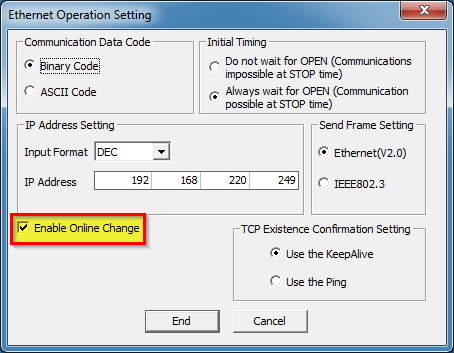 Ethernet Operation Setting
Communication Data Code
Binary Code
ASCII Code
Initial Timing
Do not wait for OPEN (Communications
impossible at STOP time)
Always wait for OPEN (Communication
possible at STOP time)
IP Address Setting
Input Format DEC
IP Address 192 168 220 249
Send Frame Setting
Ethernet(V2.0)
IEEE802.3
Enable Online Change
TCP Existence Confirmation Setting
Use the KeepAlive
Use the Ping
End Cancel